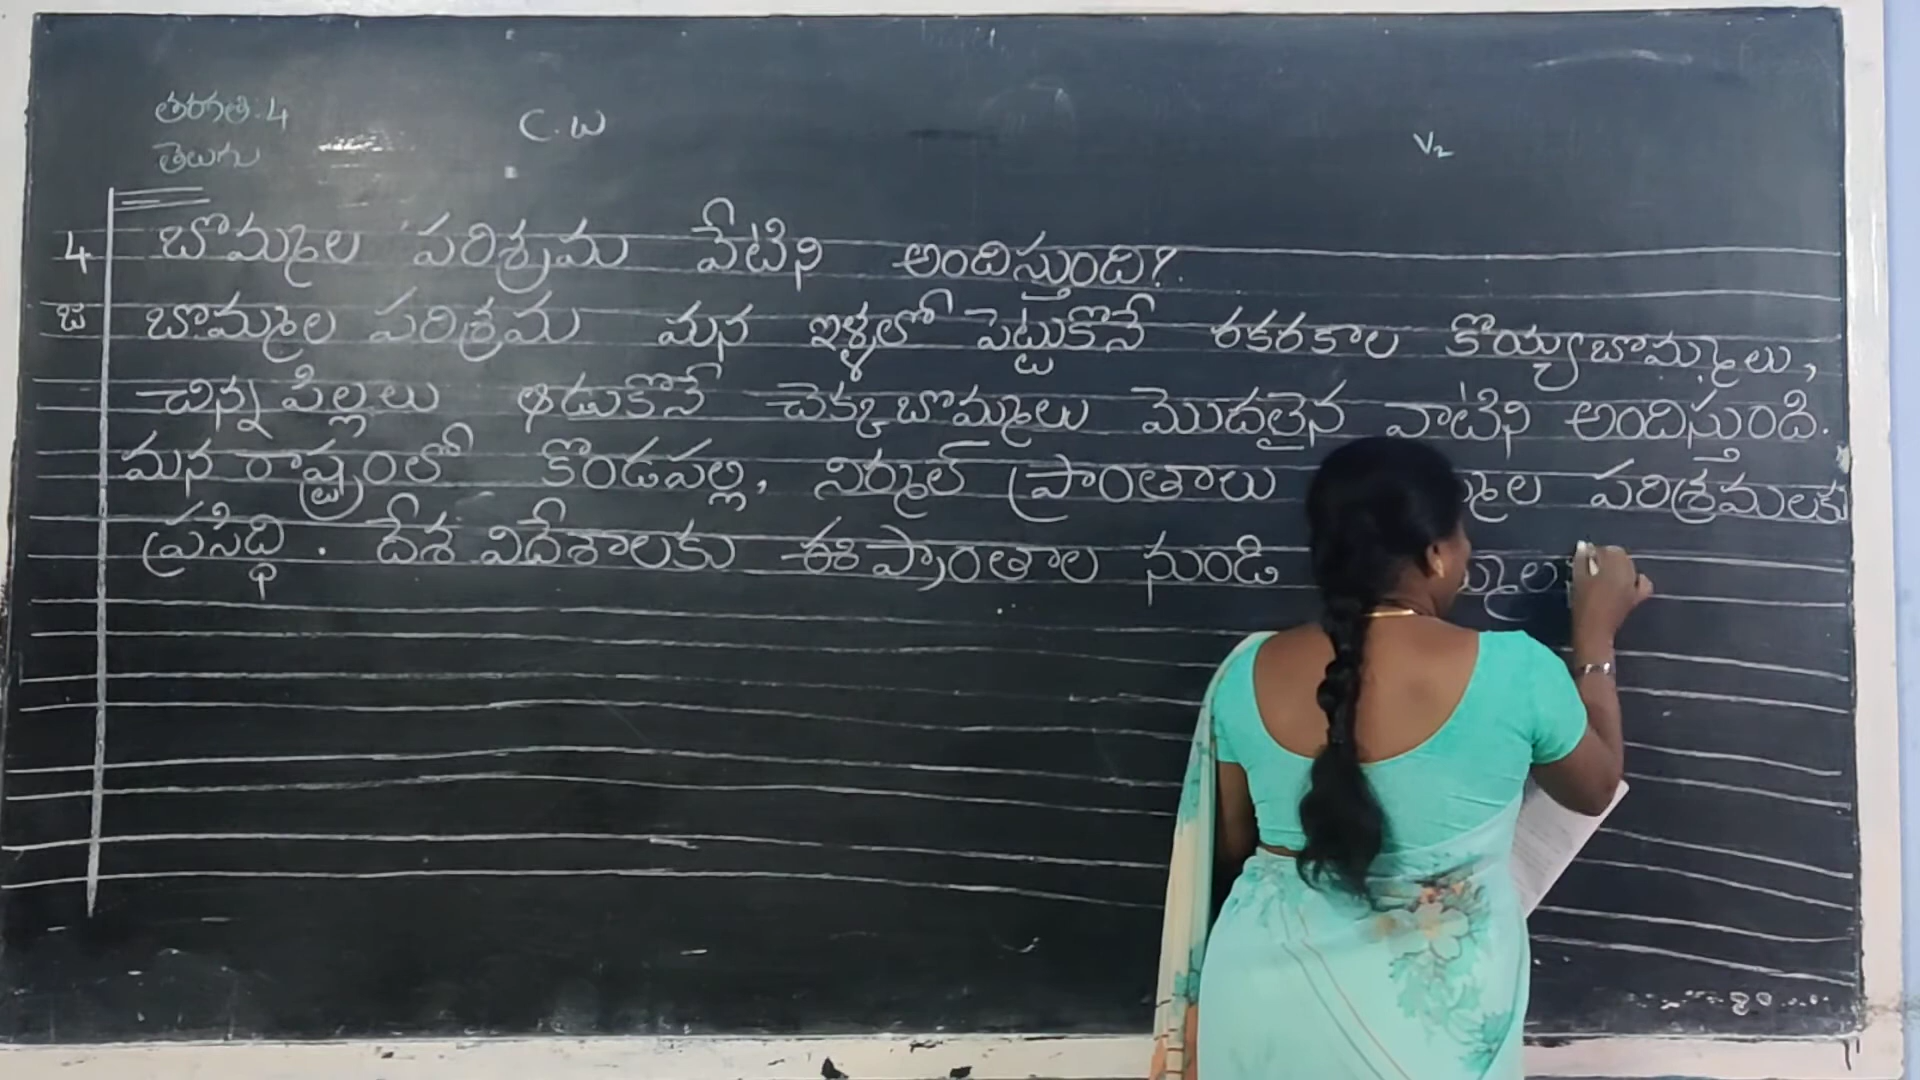 తరగతి:4
తెలుగు
C.W
V2
4 బొమ్మల పరిశ్రమ వేటిని అందిస్తుంది?
జ బొమ్మల పరిశ్రమ మన ఇళ్ళలో పెట్టుకొనే రకరకాల కొయ్యబొమ్మలు,
చిన్న పిల్లలు ఆడుకొనే చెక్కబొమ్మలు మొదలైన వాటిని అందిస్తుంది.
మన రాష్ట్రంలో కొండపల్లి, నిర్మల్ ప్రాంతాలు పరిశ్రమలకు
ప్రసిద్ధి. దేశ విదేశాలకు ఈప్రాంతాల నుండి